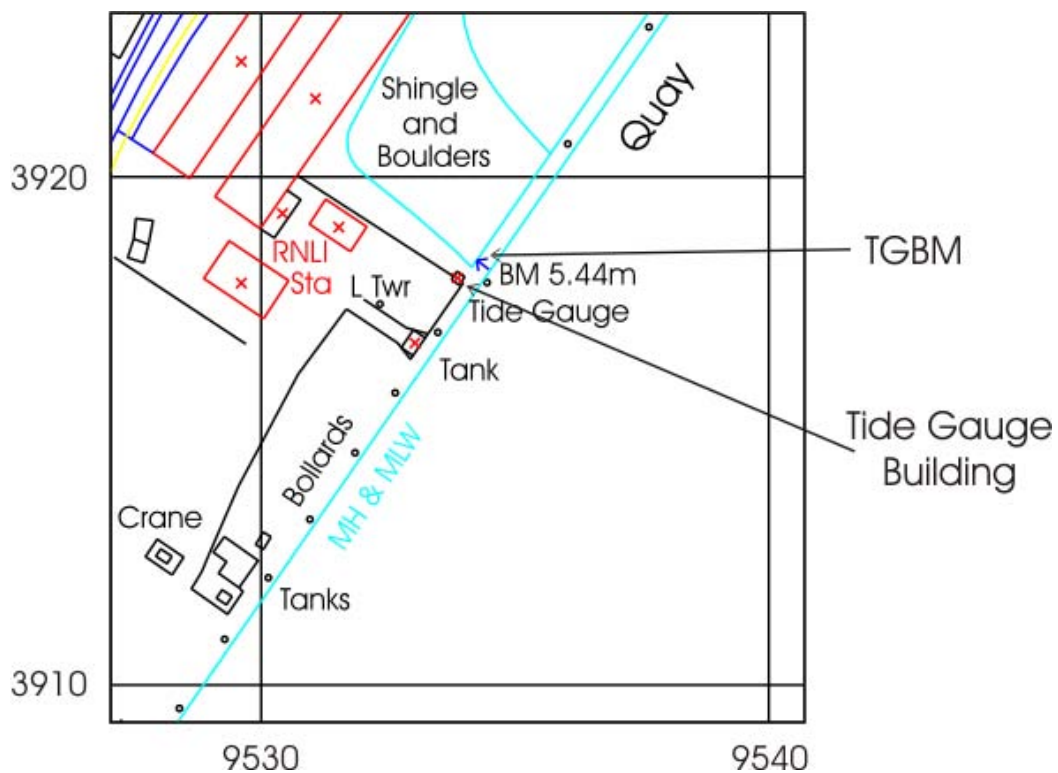 Shingle
and
Boulders
Quay
3920
TGBM
RNLI
Sta
BM 5.44m
L Twr
Tide Gauge
Tank
Tide Gauge
Building
Bollards
MH & MLW
Crane
Tanks
3910
9530
9540